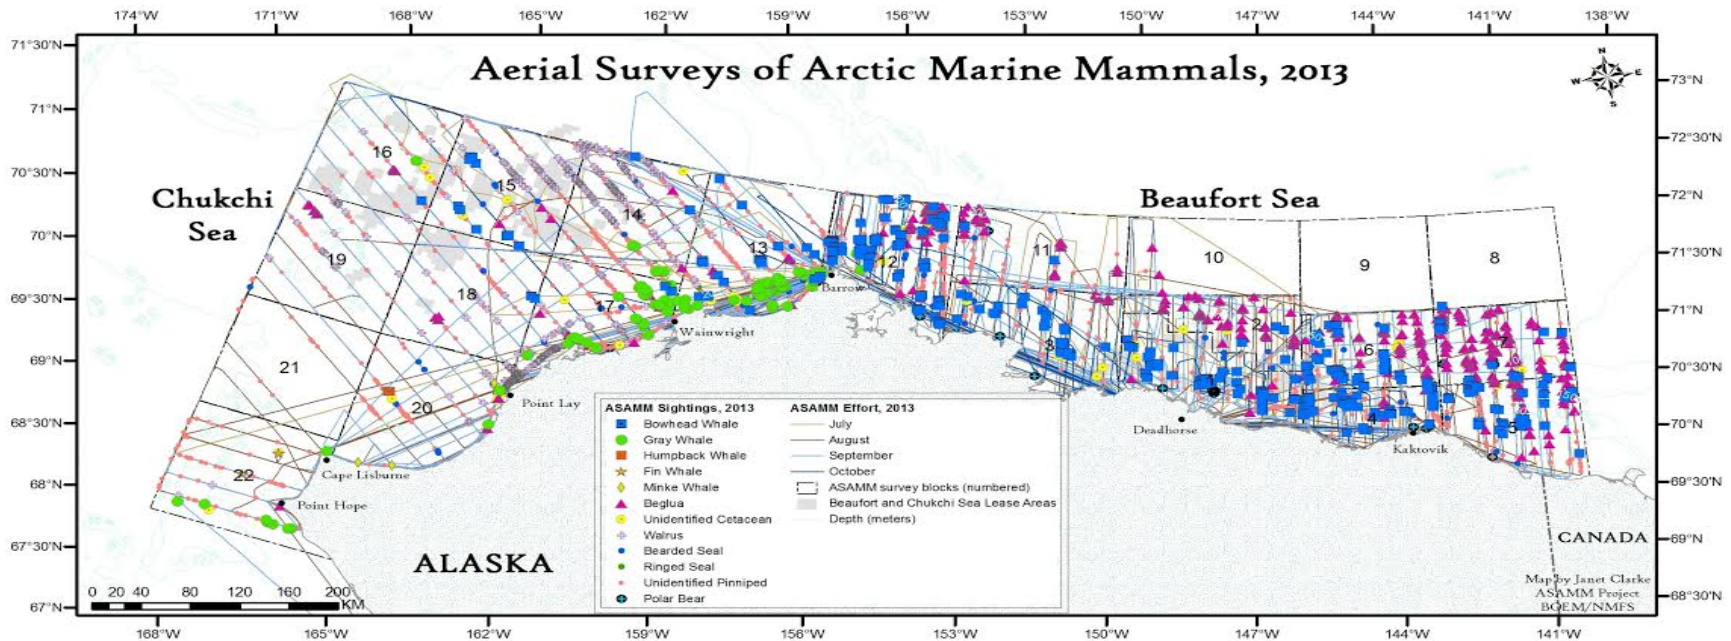 174°W 171°W 168°W 165°W 162°W 159°W 156°W 153°W 150°W 147°W 144°W 141°W 138°W
71°30'N
71°N
70°30'N
70°N
69°30'N
69°N
68°30'N
68°N
67°30'N
67°N
Aerial Surveys of Arctic Marine Mammals, 2013
N
W E
S
73°N
72°30'N
72°N
71°30'N
71°N
70°30'N
70°N
69°30'N
69°N
68°30'N
Chukchi
Sea
Beaufort Sea
16
15
14
13
12
11
10
9
8
19
18
17
21
20
22
2
3
6
7
1
4
5
Barrow
Wainwright
Point Lay
Cape Lisburne
Point Hope
Deadhorse
Kaktovik
ALASKA
CANADA
ASAMM Sightings, 2013
Bowhead Whale
Gray Whale
Humpback Whale
Fin Whale
Minke Whale
Beglua
Unidentified Cetacean
Walrus
Bearded Seal
Ringed Seal
Unidentified Pinniped
Polar Bear
ASAMM Effort, 2013
July
August
September
October
ASAMM survey blocks (numbered)
Beaufort and Chukchi Sea Lease Areas
Depth (meters)
0 20 40 80 120 160 200
KM
Map by Janet Clarke
ASAMM Project
BOEM/NMFS
168°W 165°W 162°W 159°W 156°W 153°W 150°W 147°W 144°W 141°W